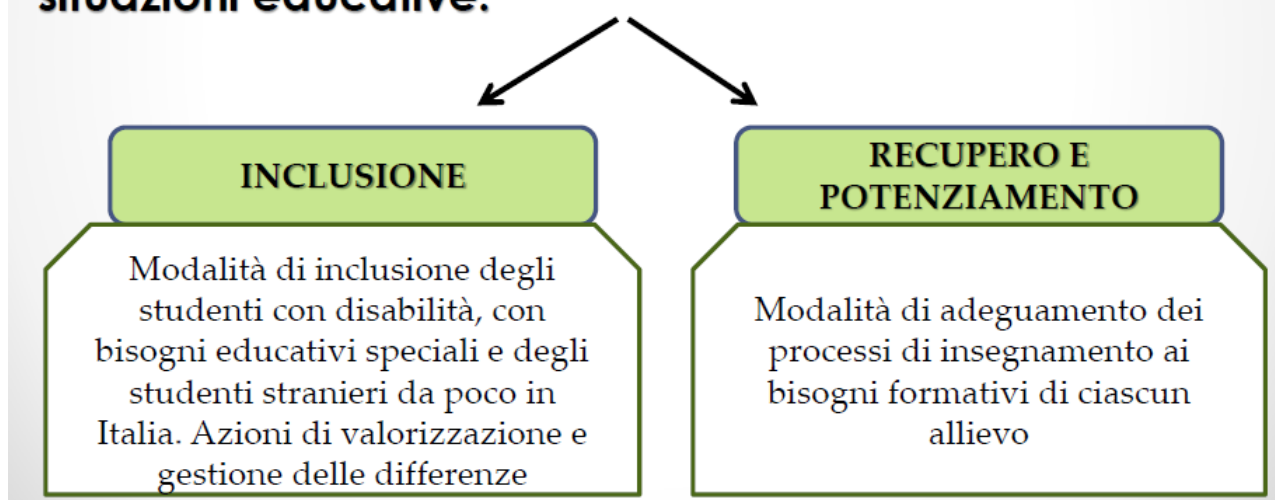 situazioni educative:
INCLUSIONE
Modalità di inclusione degli
studenti con disabilità, con
bisogni educativi speciali e degli
studenti stranieri da poco in
Italia. Azioni di valorizzazione e
gestione delle differenze
RECUPERO E
POTENZIAMENTO
Modalità di adeguamento dei
processi di insegnamento ai
bisogni formativi di ciascun
allievo